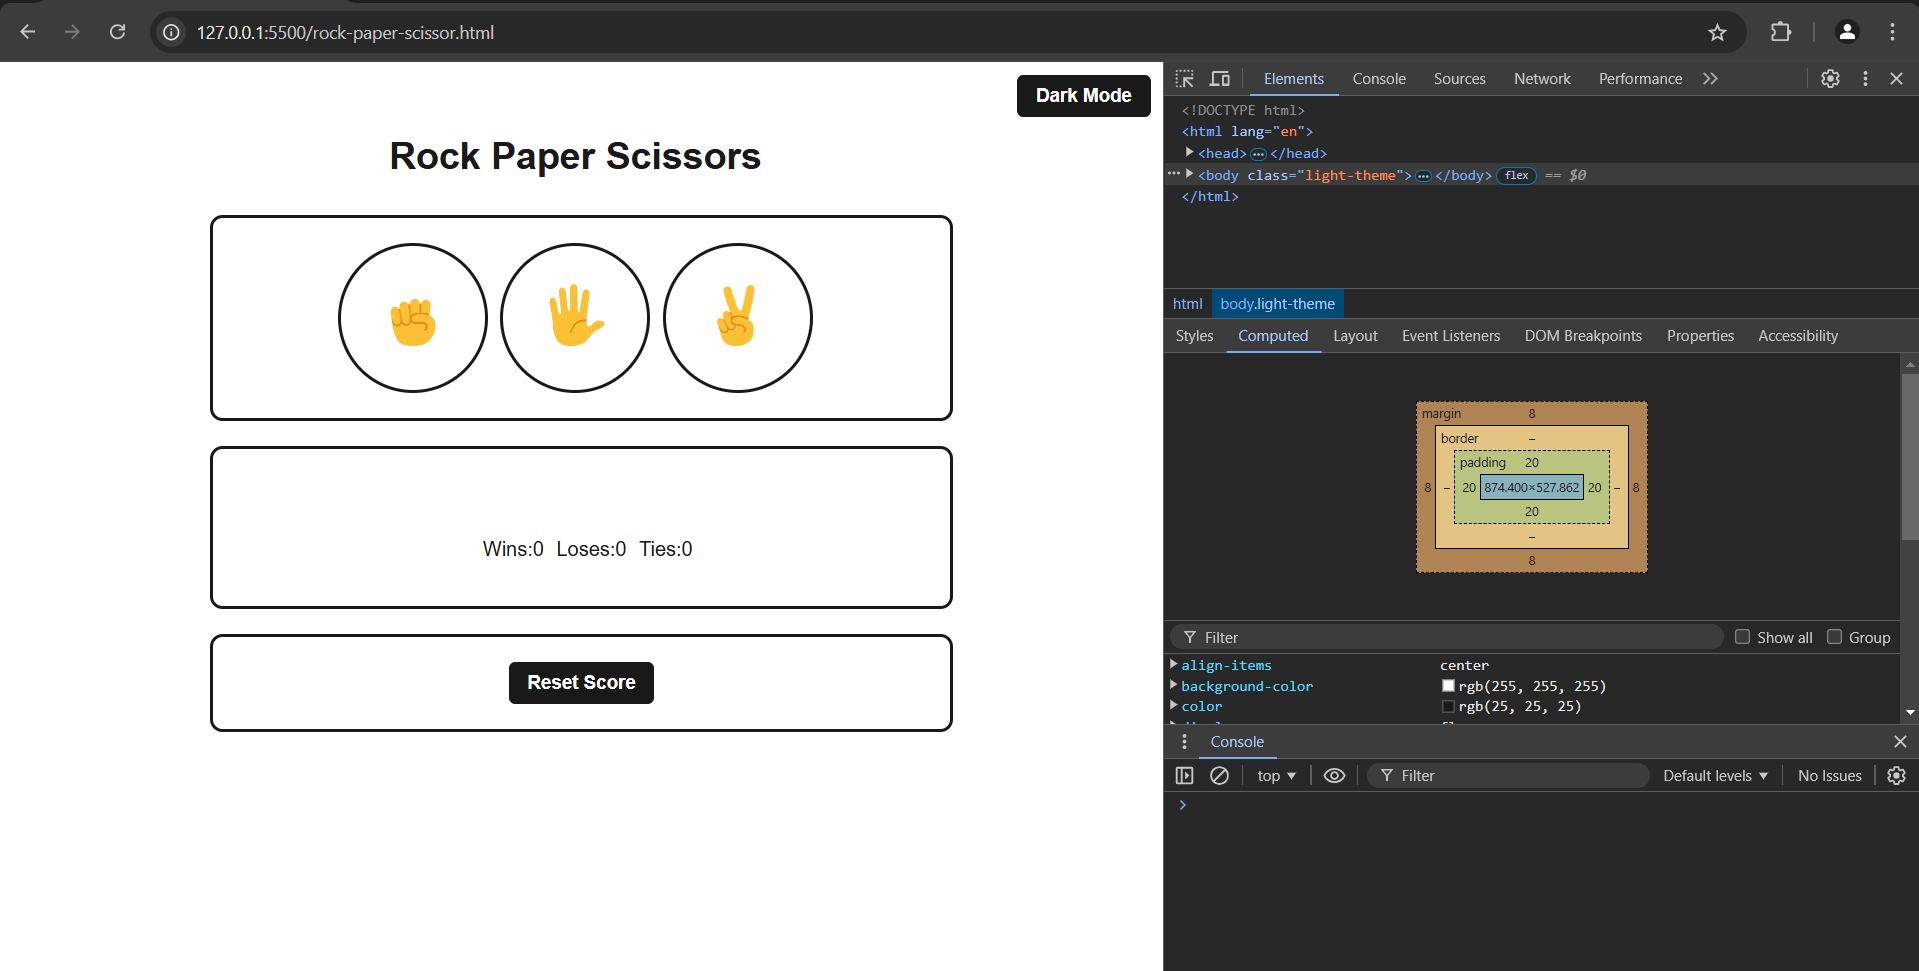 127.0.0.1:5500/rock-paper-scissor.html
Dark Mode
Rock Paper Scissors
Wins:0 Loses:0 Ties:0
Reset Score
Elements Console Sources Network Performance
<!DOCTYPE html>
<html lang="en">
<head>…</head>
… <body class="light-theme">…</body> flex == $0
</html>
html body.light-theme
Styles Computed Layout Event Listeners DOM Breakpoints Properties Accessibility
margin 8
border –
padding 20
8 – 20 874.400×527.862 20 – 8
20
–
8
Filter Show all Group
align-items center
background-color rgb(255, 255, 255)
color rgb(25, 25, 25)
Console
top Filter Default levels No Issues